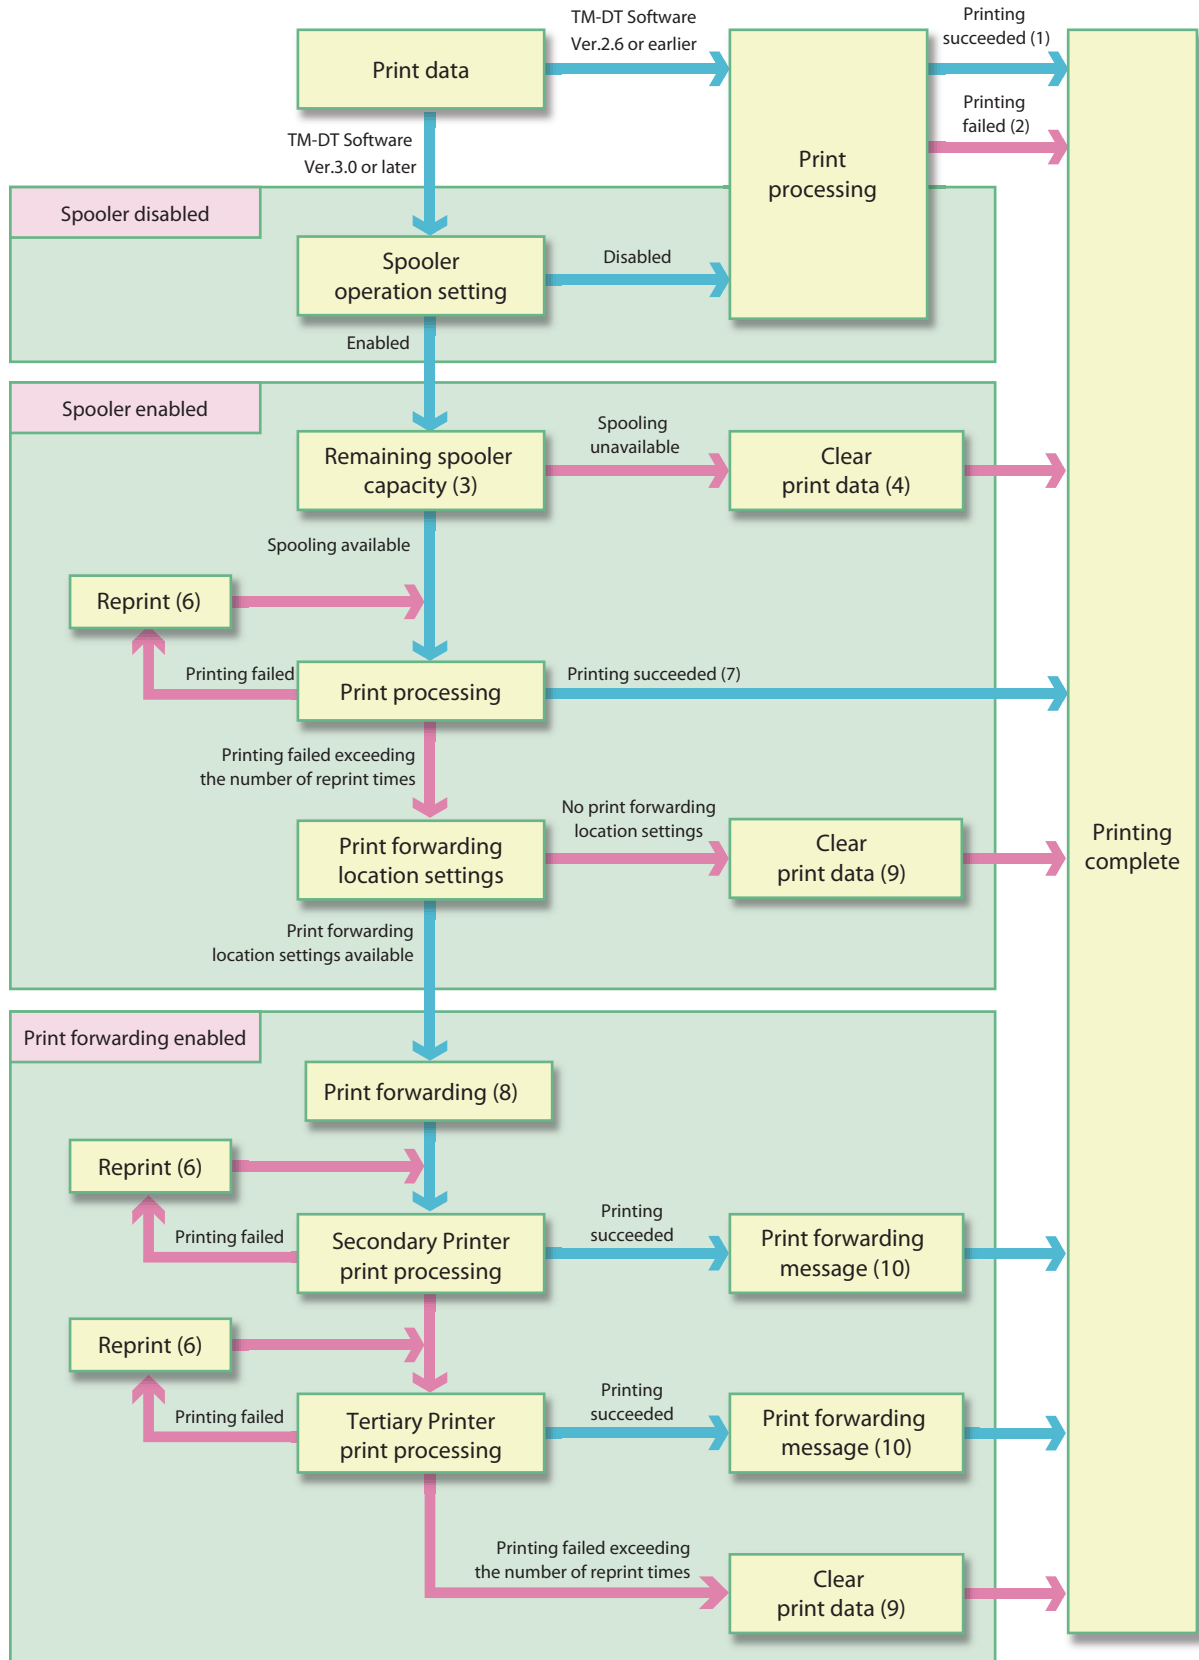 TM-DT Software
Ver.2.6 or earlier
Printing
succeeded (1)
Print data
Printing
failed (2)
TM-DT Software
Ver.3.0 or later
Print
processing
Spooler disabled
Spooler
operation setting
Disabled
Enabled
Spooler enabled
Remaining spooler
capacity (3)
Spooling
unavailable
Clear
print data (4)
Spooling available
Reprint (6)
Printing failed
Print processing
Printing succeeded (7)
Printing failed exceeding
the number of reprint times
Print forwarding
location settings
No print forwarding
location settings
Clear
print data (9)
Printing
complete
Print forwarding
location settings available
Print forwarding enabled
Print forwarding (8)
Reprint (6)
Printing failed
Secondary Printer
print processing
Printing
succeeded
Print forwarding
message (10)
Reprint (6)
Printing failed
Tertiary Printer
print processing
Printing
succeeded
Print forwarding
message (10)
Printing failed exceeding
the number of reprint times
Clear
print data (9)